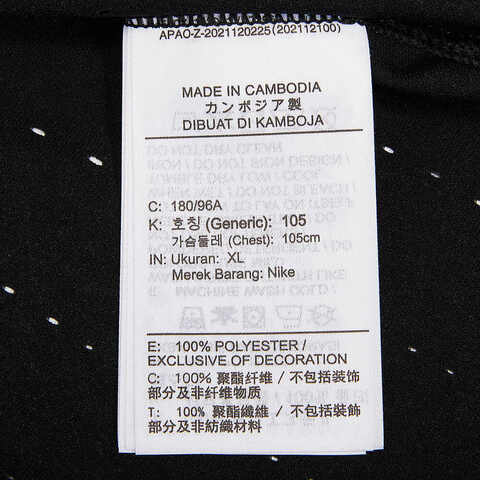 APAO-Z-2021120225(202112100)
MADE IN CAMBODIA
カンボジア製
DIBUAT DI KAMBOJA
C: 180/96A
K: 호칭 (Generic): 105
가슴둘레 (Chest): 105cm
IN: Ukuran: XL
Merek Barang: Nike
E: 100% POLYESTER /
EXCLUSIVE OF DECORATION
C: 100% 聚酯纤维 / 不包括装饰
部分及非纤维物质
T: 100% 聚酯纖維 / 不包括裝飾
部分及非紡織材料